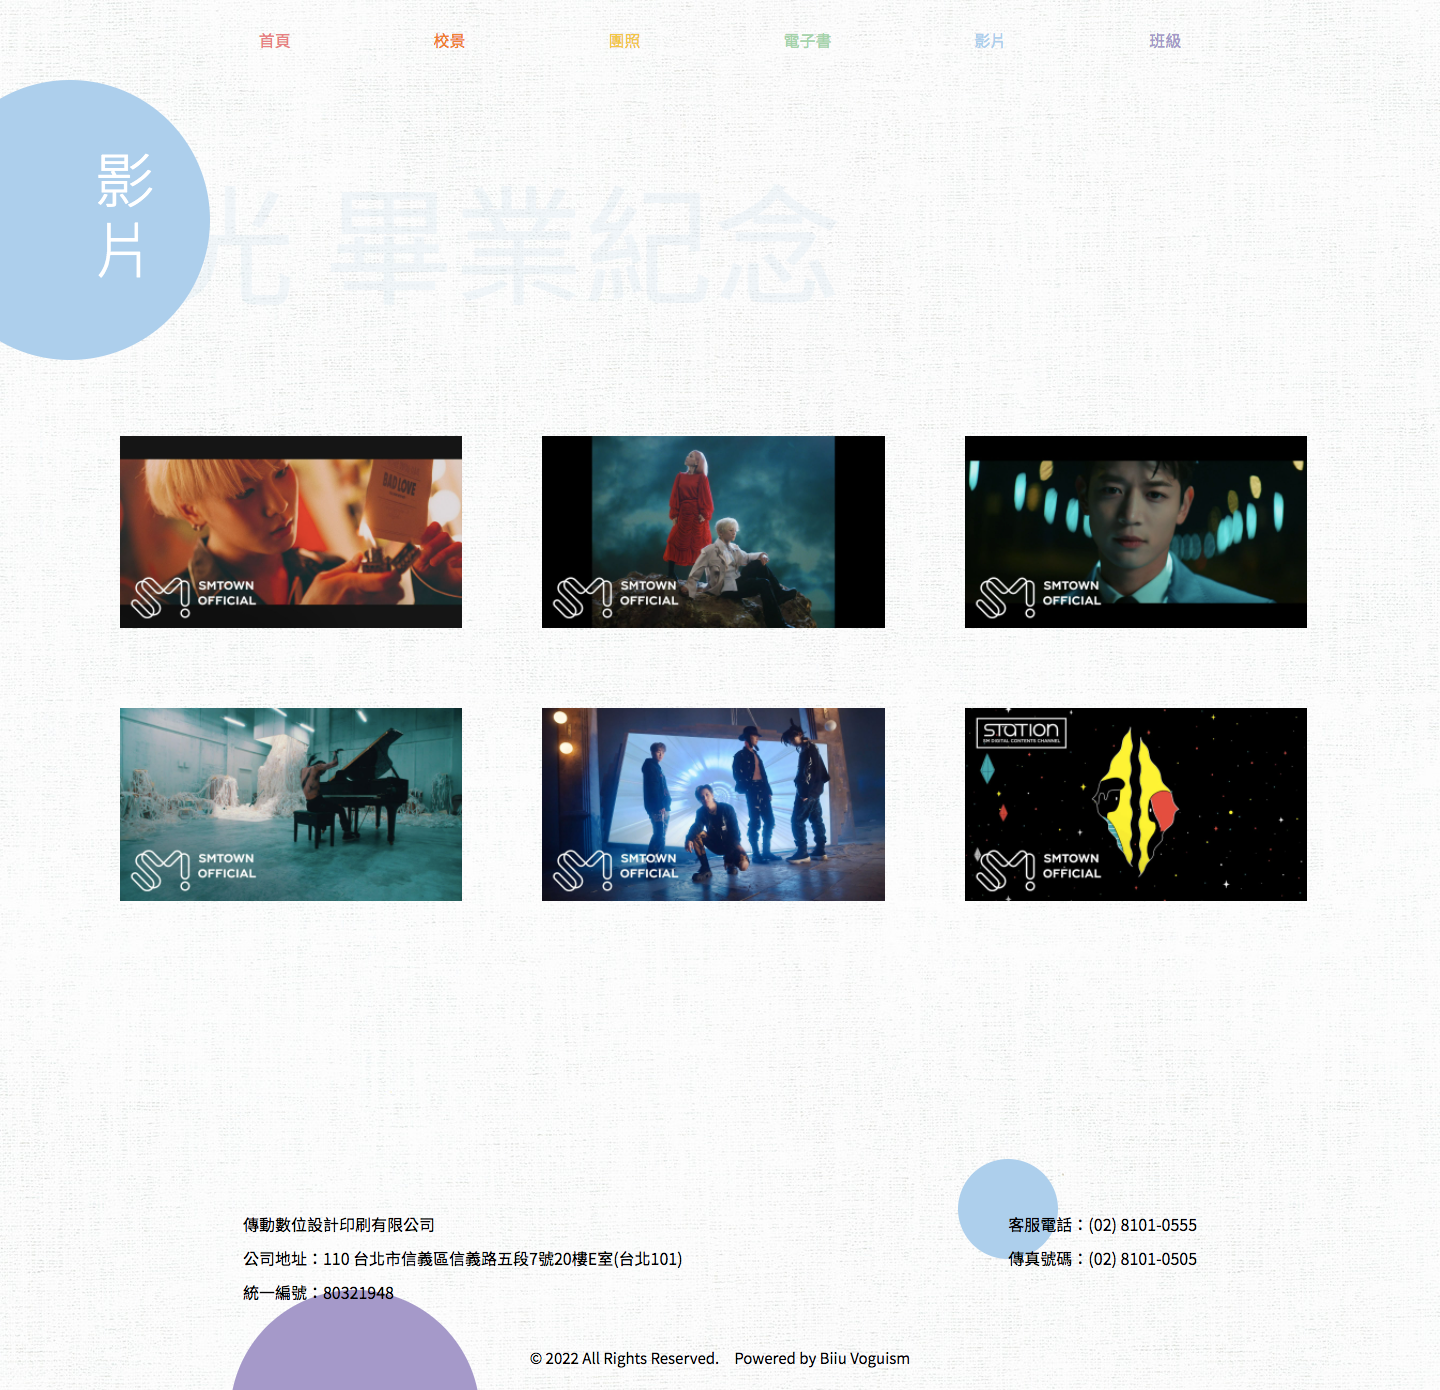 首頁 校景 團照 電子書 影片 班級
影片
光 畢業紀念
BAD LOVE
SMTOWN
OFFICIAL
SMTOWN
OFFICIAL
SMTOWN
OFFICIAL
SMTOWN
OFFICIAL
SMTOWN
OFFICIAL
STATION
SM DIGITAL CONTENTS CHANNEL
SMTOWN
OFFICIAL
傳動數位設計印刷有限公司
公司地址：110 台北市信義區信義路五段7號20樓E室(台北101)
統一編號：80321948
客服電話：(02) 8101-0555
傳真號碼：(02) 8101-0505
© 2022 All Rights Reserved. Powered by Biiu Voguism